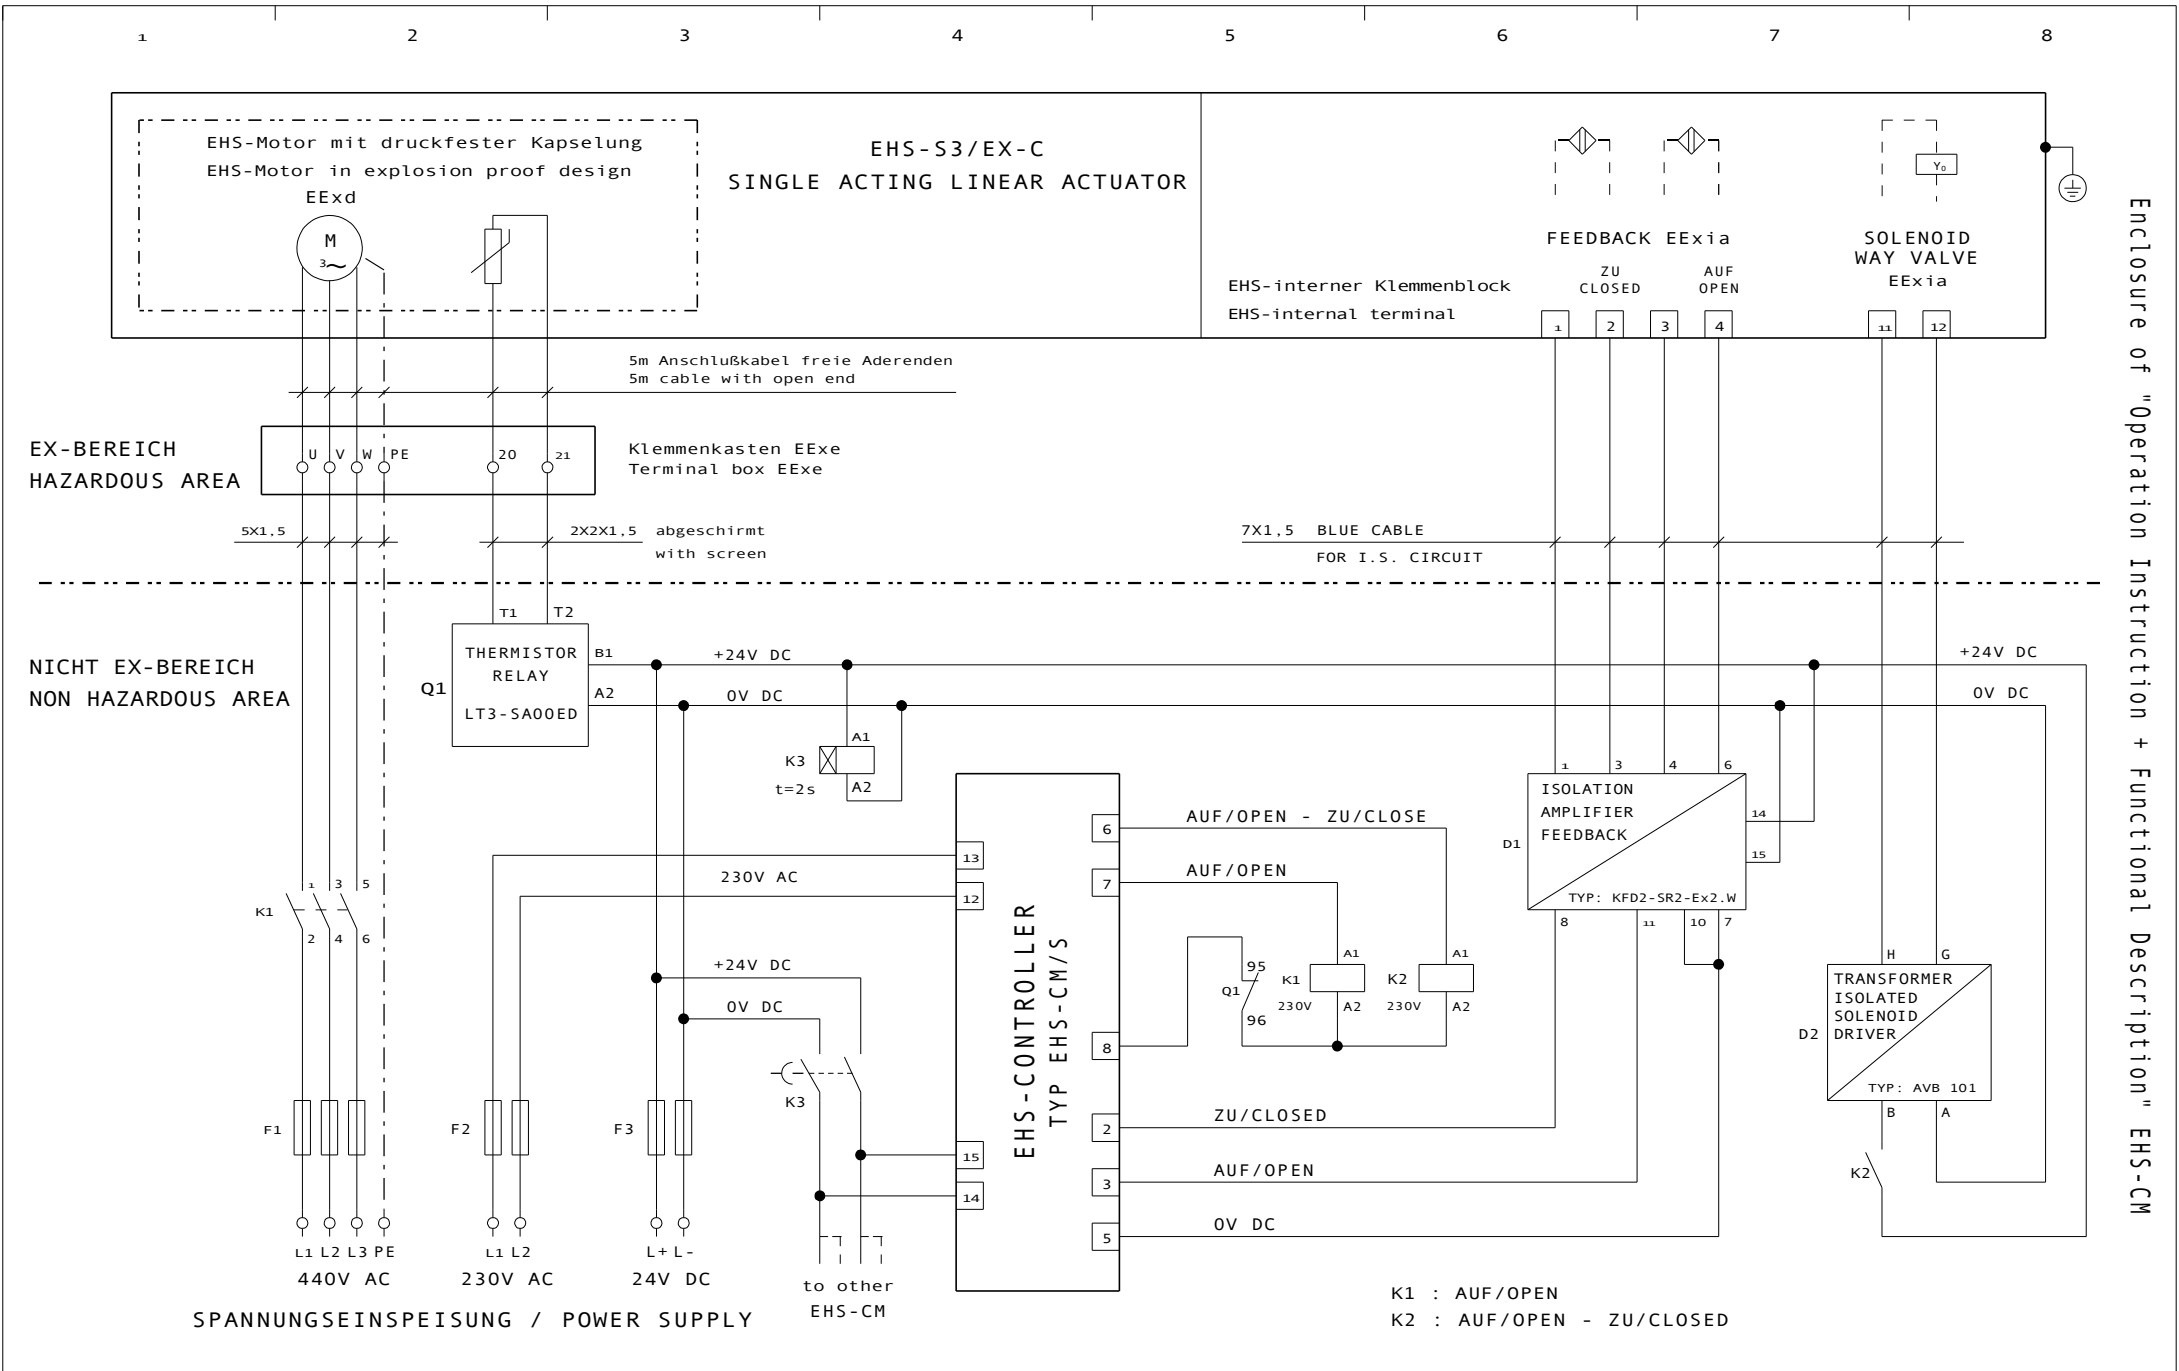 1 2 3 4 5 6 7 8
EHS-Motor mit druckfester Kapselung
EHS-Motor in explosion proof design
EExd
M
3~
EHS-S3/EX-C
SINGLE ACTING LINEAR ACTUATOR
Y0
FEEDBACK EExia
ZU
CLOSED
AUF
OPEN
SOLENOID
WAY VALVE
EExia
EHS-interner Klemmenblock
EHS-internal terminal
1 2 3 4 11 12
5m Anschlußkabel freie Aderenden
5m cable with open end
EX-BEREICH
HAZARDOUS AREA
U V W PE 20 21
Klemmenkasten EExe
Terminal box EExe
5X1,5
2X2X1,5 abgeschirmt
with screen
7X1,5 BLUE CABLE
FOR I.S. CIRCUIT
NICHT EX-BEREICH
NON HAZARDOUS AREA
T1 T2
Q1
THERMISTOR
RELAY
LT3-SA00ED
B1
A2
+24V DC
0V DC
+24V DC
0V DC
K3
t=2s
A1
A2
1 3 4 6
D1
ISOLATION
AMPLIFIER
FEEDBACK
TYP: KFD2-SR2-Ex2.W
14
15
8 11 10 7
K1
1 3 5
2 4 6
230V AC
+24V DC
0V DC
K3
13
12
15
14
EHS-CONTROLLER
TYP EHS-CM/S
6
7
8
2
3
5
AUF/OPEN - ZU/CLOSE
AUF/OPEN
Q1
95
96
K1
230V
A1
A2
K2
230V
A1
A2
ZU/CLOSED
AUF/OPEN
0V DC
H G
D2
TRANSFORMER
ISOLATED
SOLENOID
DRIVER
TYP: AVB 101
B A
K2
F1
F2
F3
L1 L2 L3 PE
440V AC
L1 L2
230V AC
L+ L-
24V DC
to other
EHS-CM
SPANNUNGSEINSPEISUNG / POWER SUPPLY
K1 : AUF/OPEN
K2 : AUF/OPEN - ZU/CLOSED
Enclosure of "Operation Instruction + Functional Description" EHS-CM